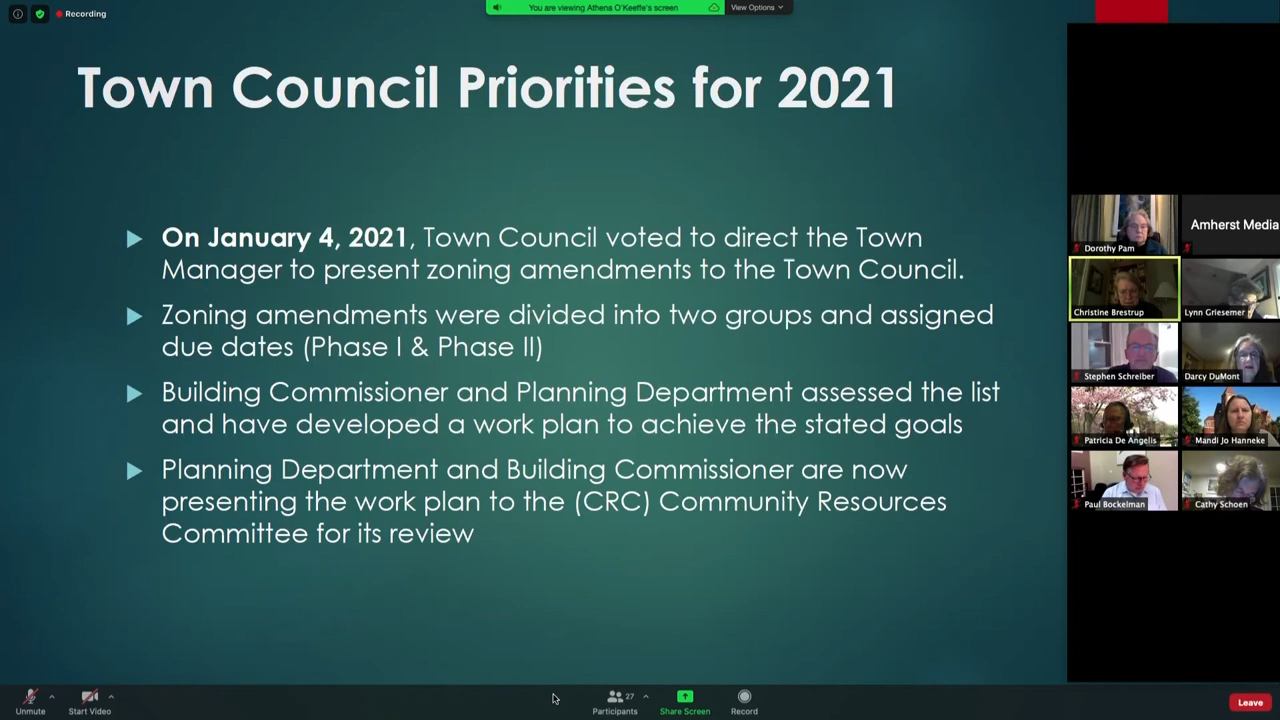 Recording
You are viewing Athena O'Keeffe's screen
View Options
Town Council Priorities for 2021
On January 4, 2021, Town Council voted to direct the Town
Manager to present zoning amendments to the Town Council.
Zoning amendments were divided into two groups and assigned
due dates (Phase I & Phase II)
Building Commissioner and Planning Department assessed the list
and have developed a work plan to achieve the stated goals
Planning Department and Building Commissioner are now
presenting the work plan to the (CRC) Community Resources
Committee for its review
Dorothy Pam
Amherst Media
Christine Brestrup
Lynn Griesemer
Stephen Schreiber
Darcy DuMont
Patricia De Angelis
Mandi Jo Hanneke
Paul Bockelman
Cathy Schoen
Unmute
Start Video
27
Participants
Share Screen
Record
Leave